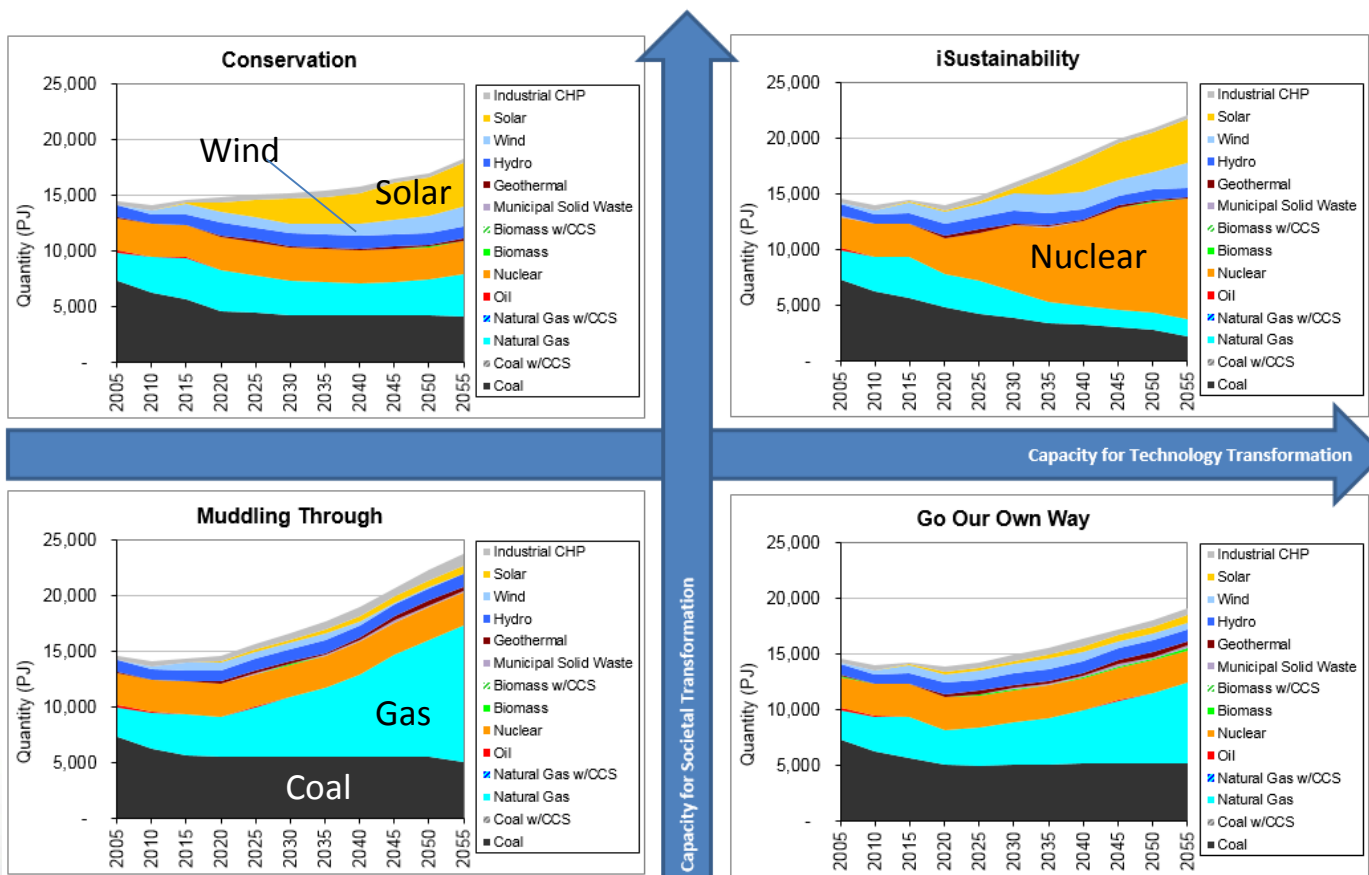 Conservation
Quantity (PJ)
25,000
20,000
15,000
10,000
5,000
-
2005
2010
2015
2020
2025
2030
2035
2040
2045
2050
2055
Wind
Solar
Industrial CHP
Solar
Wind
Hydro
Geothermal
Municipal Solid Waste
Biomass w/CCS
Biomass
Nuclear
Oil
Natural Gas w/CCS
Natural Gas
Coal w/CCS
Coal
iSustainability
Quantity (PJ)
25,000
20,000
15,000
10,000
5,000
-
2005
2010
2015
2020
2025
2030
2035
2040
2045
2050
2055
Nuclear
Industrial CHP
Solar
Wind
Hydro
Geothermal
Municipal Solid Waste
Biomass w/CCS
Biomass
Nuclear
Oil
Natural Gas w/CCS
Natural Gas
Coal w/CCS
Coal
Capacity for Technology Transformation
Capacity for Societal Transformation
Muddling Through
Quantity (PJ)
25,000
20,000
15,000
10,000
5,000
-
2005
2010
2015
2020
2025
2030
2035
2040
2045
2050
2055
Gas
Coal
Industrial CHP
Solar
Wind
Hydro
Geothermal
Municipal Solid Waste
Biomass w/CCS
Biomass
Nuclear
Oil
Natural Gas w/CCS
Natural Gas
Coal w/CCS
Coal
Go Our Own Way
Quantity (PJ)
25,000
20,000
15,000
10,000
5,000
-
2005
2010
2015
2020
2025
2030
2035
2040
2045
2050
2055
Industrial CHP
Solar
Wind
Hydro
Geothermal
Municipal Solid Waste
Biomass w/CCS
Biomass
Nuclear
Oil
Natural Gas w/CCS
Natural Gas
Coal w/CCS
Coal